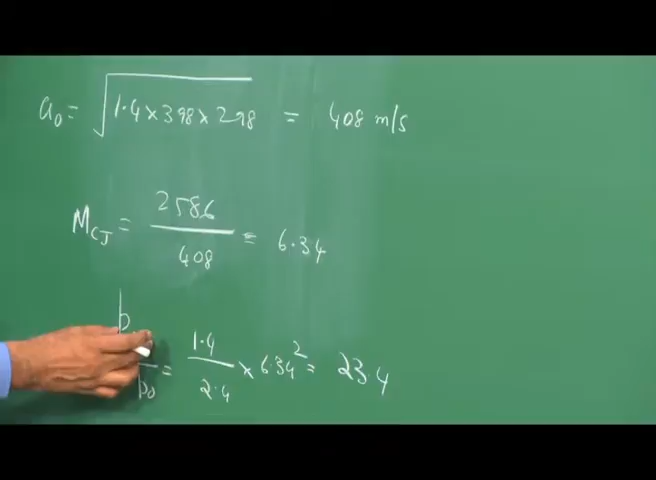 a₀ = √(1.4 × 398 × 298) = 408 m/s
M_CJ = 2586 / 408 = 6.34
p / p₀ = 1.4 / 2.4 × 6.34² = 23.4